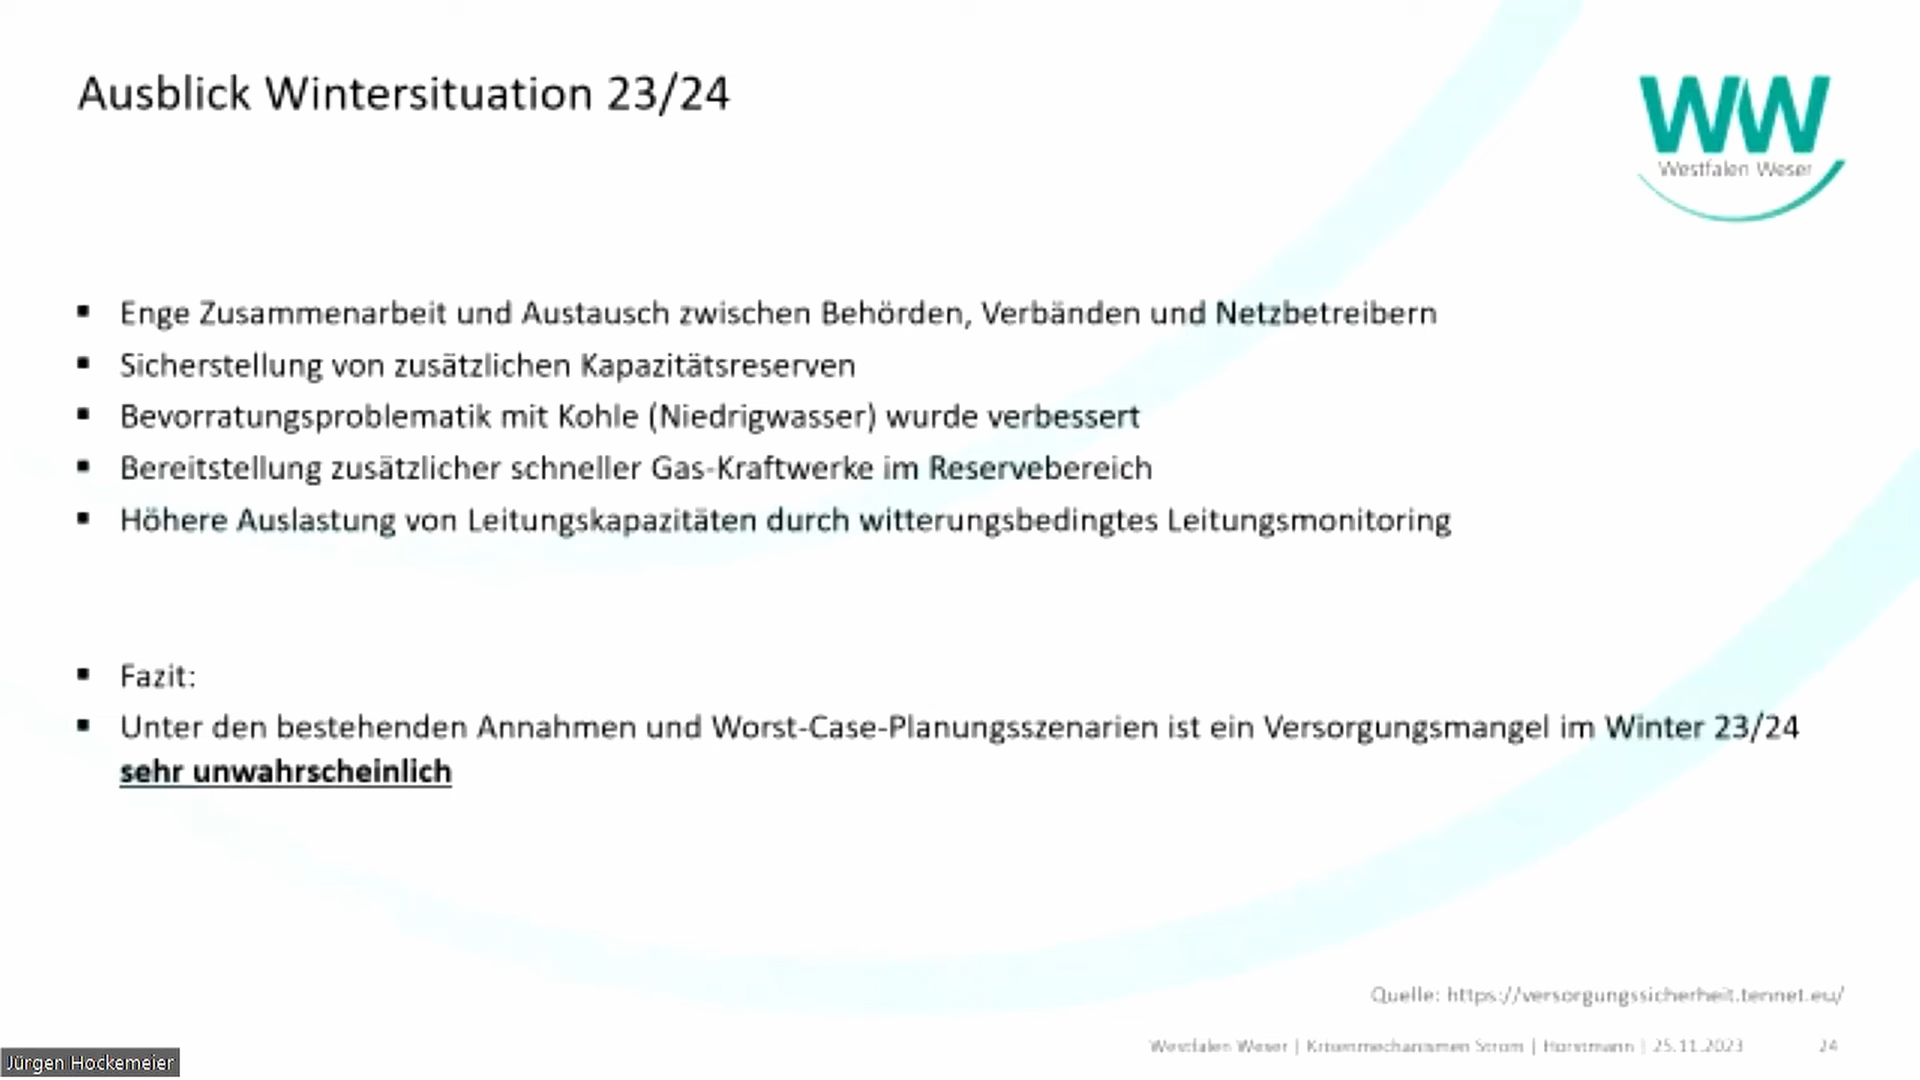 Ausblick Wintersituation 23/24
WW
Westfalen Weser
▪ Enge Zusammenarbeit und Austausch zwischen Behörden, Verbänden und Netzbetreibern
▪ Sicherstellung von zusätzlichen Kapazitätsreserven
▪ Bevorratungsproblematik mit Kohle (Niedrigwasser) wurde verbessert
▪ Bereitstellung zusätzlicher schneller Gas-Kraftwerke im Reservebereich
▪ Höhere Auslastung von Leitungskapazitäten durch witterungsbedingtes Leitungsmonitoring
▪ Fazit:
▪ Unter den bestehenden Annahmen und Worst-Case-Planungsszenarien ist ein Versorgungsmangel im Winter 23/24
sehr unwahrscheinlich
Quelle: https://versorgungssicherheit.tennet.eu/
Westfalen Weser | Krisenmechanismen Strom | Horstmann | 25.11.2023 24
Jürgen Hockemeier